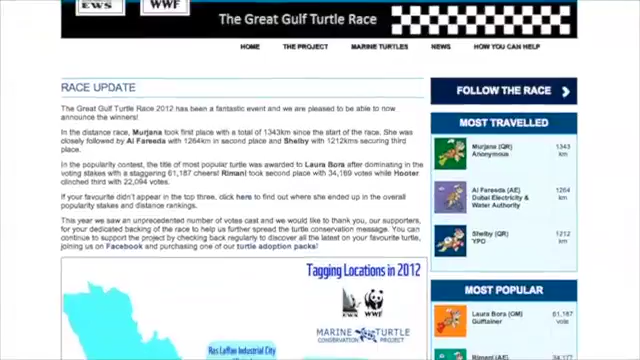 EWS
WWF
The Great Gulf Turtle Race
HOME THE PROJECT MARINE TURTLES NEWS HOW YOU CAN HELP
RACE UPDATE
The Great Gulf Turtle Race 2012 has been a fantastic event and we are pleased to be able to now
announce the winners!
In the distance race, Murjana took first place with a total of 1343km since the start of the race. She was
closely followed by Al Fareeda with 1264km in second place and Shelby with 1212kms securing third
place.
In the popularity contest, the title of most popular turtle was awarded to Laura Bora after dominating in the
voting stakes with a staggering 61,187 cheers! Rimani took second place with 34,169 votes while Hooter
clinched third with 22,094 votes.
If your favourite didn't appear in the top three, click here to find out where she ended up in the overall
popularity stakes and distance rankings.
This year we saw an unprecedented number of votes cast and we would like to thank you, our supporters,
for your dedicated backing of the race to help us further spread the turtle conservation message. You can
continue to support the project by checking back regularly to discover all the latest on your favourite turtle,
joining us on Facebook and purchasing one of our turtle adoption packs!
Tagging Locations in 2012
EWS
WWF
MARINE TURTLE
CONSERVATION PROJECT
Ras Laffan Industrial City
FOLLOW THE RACE
MOST TRAVELLED
Murjana (QR) 1343
Anonymous km
Al Fareeda (AE) 1264
Dubai Electricity & km
Water Authority
Shelby (QR) 1212
YPO km
MOST POPULAR
Laura Bora (OM) 61,187
Gulftainer vote
Rimani (AE) 34,177